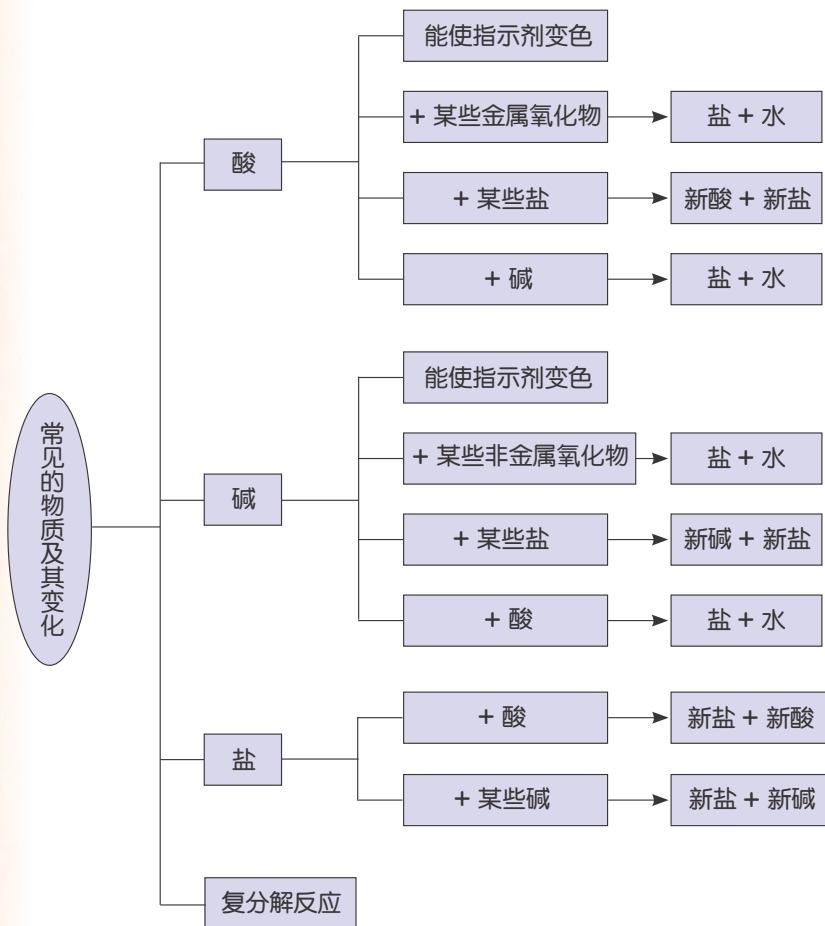 常见的物质及其变化
酸
能使指示剂变色
+ 某些金属氧化物
盐 + 水
+ 某些盐
新酸 + 新盐
+ 碱
盐 + 水
碱
能使指示剂变色
+ 某些非金属氧化物
盐 + 水
+ 某些盐
新碱 + 新盐
+ 酸
盐 + 水
盐
+ 酸
新盐 + 新酸
+ 某些碱
新盐 + 新碱
复分解反应